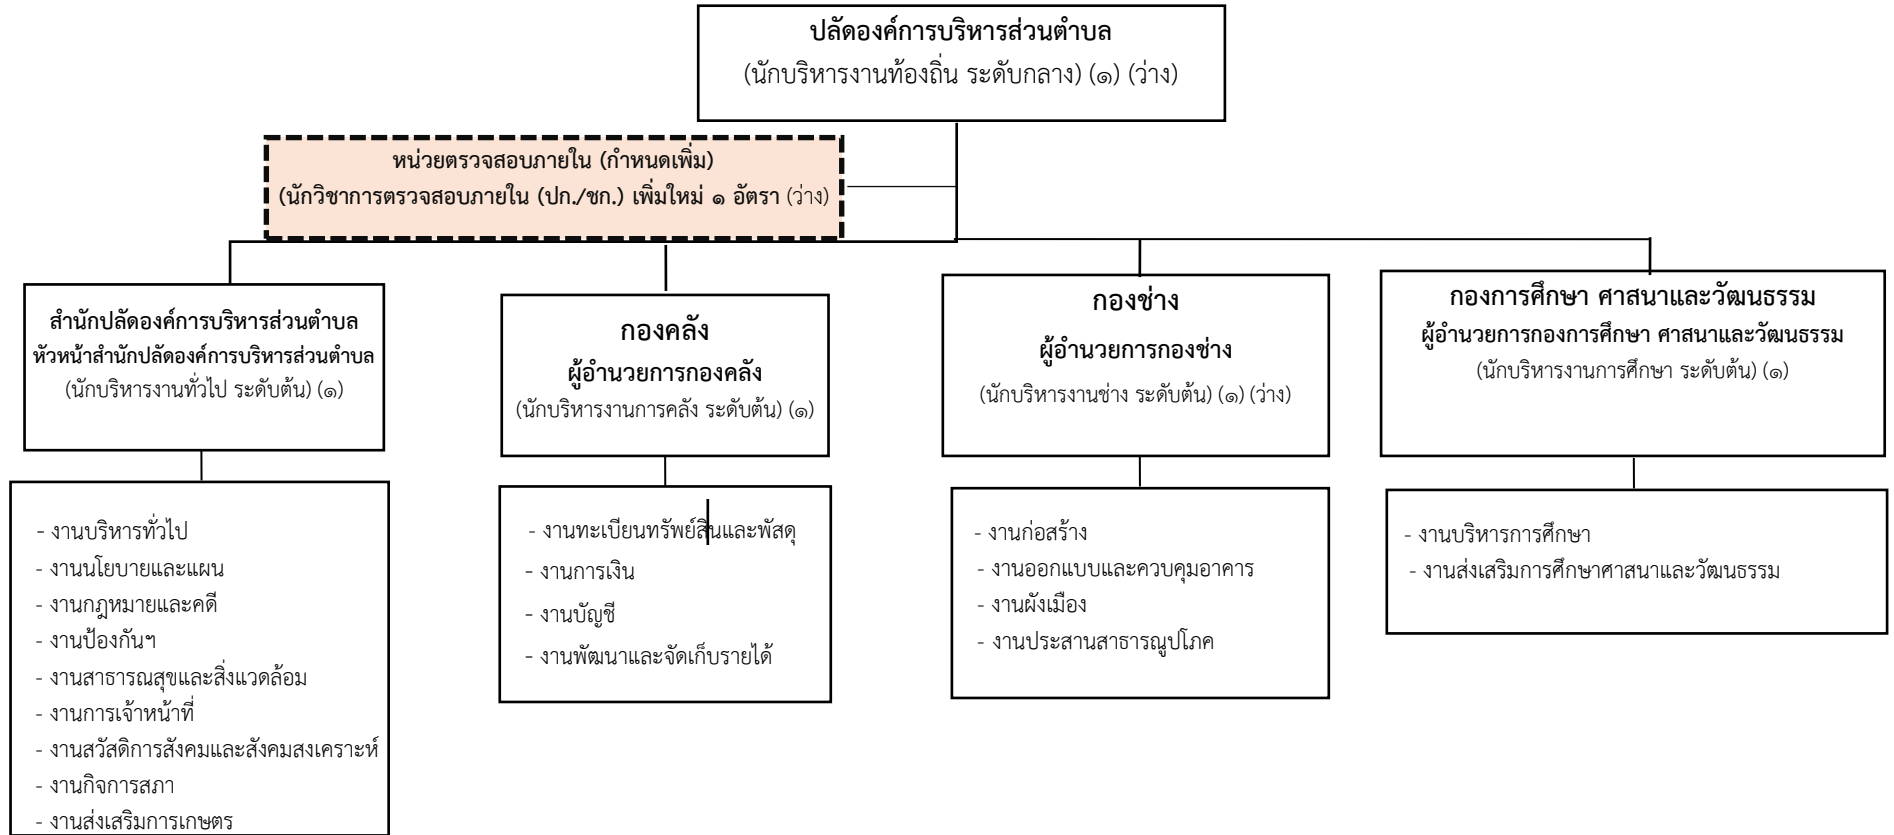 ปลัดองค์การบริหารส่วนตำบล
(นักบริหารงานท้องถิ่น ระดับกลาง) (๑) (ว่าง)
หน่วยตรวจสอบภายใน (กำหนดเพิ่ม)
(นักวิชาการตรวจสอบภายใน (ปก./ชก.) เพิ่มใหม่ ๑ อัตรา (ว่าง)
สำนักปลัดองค์การบริหารส่วนตำบล
หัวหน้าสำนักปลัดองค์การบริหารส่วนตำบล
(นักบริหารงานทั่วไป ระดับต้น) (๑)
กองคลัง
ผู้อำนวยการกองคลัง
(นักบริหารงานการคลัง ระดับต้น) (๑)
กองช่าง
ผู้อำนวยการกองช่าง
(นักบริหารงานช่าง ระดับต้น) (๑) (ว่าง)
กองการศึกษา ศาสนาและวัฒนธรรม
ผู้อำนวยการกองการศึกษา ศาสนาและวัฒนธรรม
(นักบริหารงานการศึกษา ระดับต้น) (๑)
- งานบริหารทั่วไป
- งานนโยบายและแผน
- งานกฎหมายและคดี
- งานป้องกันฯ
- งานสาธารณสุขและสิ่งแวดล้อม
- งานการเจ้าหน้าที่
- งานสวัสดิการสังคมและสังคมสงเคราะห์
- งานกิจการสภา
- งานส่งเสริมการเกษตร
- งานทะเบียนทรัพย์สินและพัสดุ
- งานการเงิน
- งานบัญชี
- งานพัฒนาและจัดเก็บรายได้
- งานก่อสร้าง
- งานออกแบบและควบคุมอาคาร
- งานผังเมือง
- งานประสานสาธารณูปโภค
- งานบริหารการศึกษา
- งานส่งเสริมการศึกษาศาสนาและวัฒนธรรม